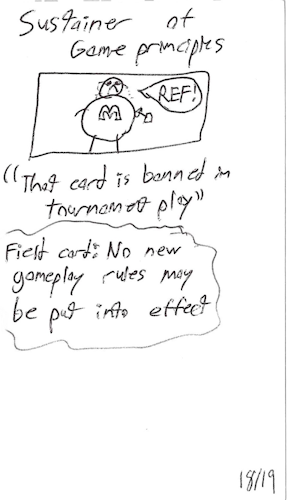 Sustainer of
Game principles
REF!
M
"That card is banned in
tournament play"
Field card: No new
gameplay rules may
be put into effect
18/19